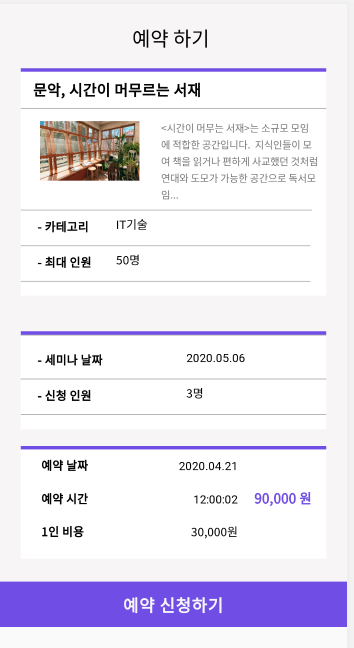 예약 하기
문악, 시간이 머무르는 서재
<시간이 머무는 서재>는 소규모 모임
에 적합한 공간입니다. 지식인들이 모
여 책을 읽거나 편하게 사교했던 것처럼
연대와 도모가 가능한 공간으로 독서모
임...
- 카테고리 IT기술
- 최대 인원 50명
- 세미나 날짜 2020.05.06
- 신청 인원 3명
예약 날짜 2020.04.21
예약 시간 12:00:02 90,000 원
1인 비용 30,000원
예약 신청하기